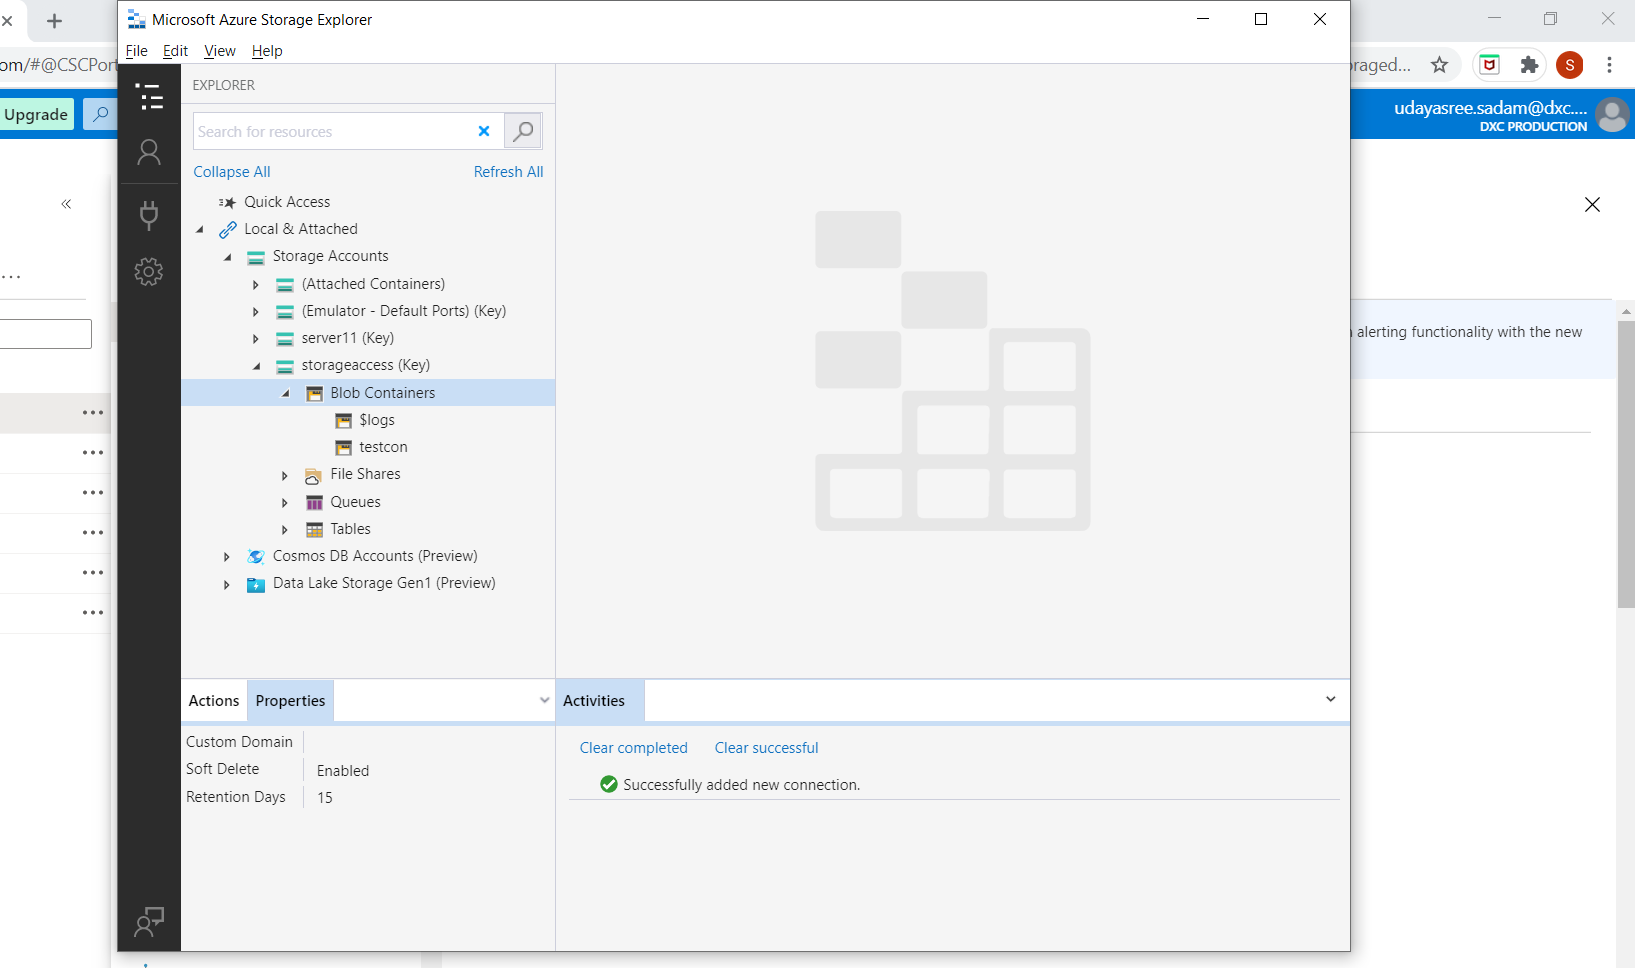 Microsoft Azure Storage Explorer
File Edit View Help
om/#@CSCPort
oraged...
S
Upgrade
udayasree.sadam@dxc....
DXC PRODUCTION
EXPLORER
Search for resources
Collapse All Refresh All
Quick Access
Local & Attached
Storage Accounts
(Attached Containers)
(Emulator - Default Ports) (Key)
server11 (Key)
storageaccess (Key)
Blob Containers
$logs
testcon
File Shares
Queues
Tables
Cosmos DB Accounts (Preview)
Data Lake Storage Gen1 (Preview)
alerting functionality with the new
Actions Properties
Custom Domain
Soft Delete Enabled
Retention Days 15
Activities
Clear completed Clear successful
Successfully added new connection.